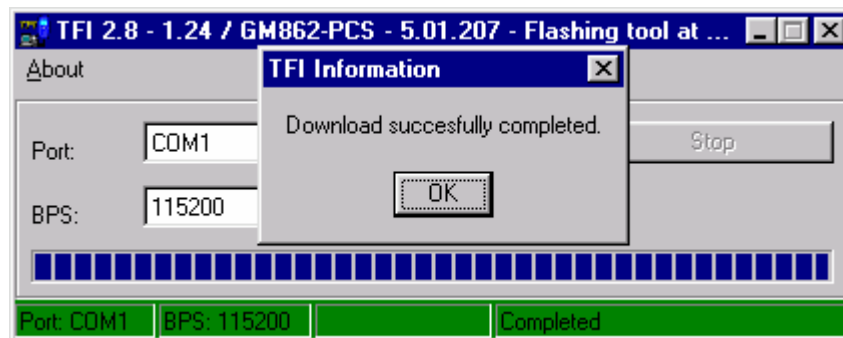 TFI 2.8 - 1.24 / GM862-PCS - 5.01.207 - Flashing tool at ...
About
TFI Information
Download succesfully completed.
OK
Port:
COM1
Stop
BPS:
115200
Port: COM1 BPS: 115200 Completed